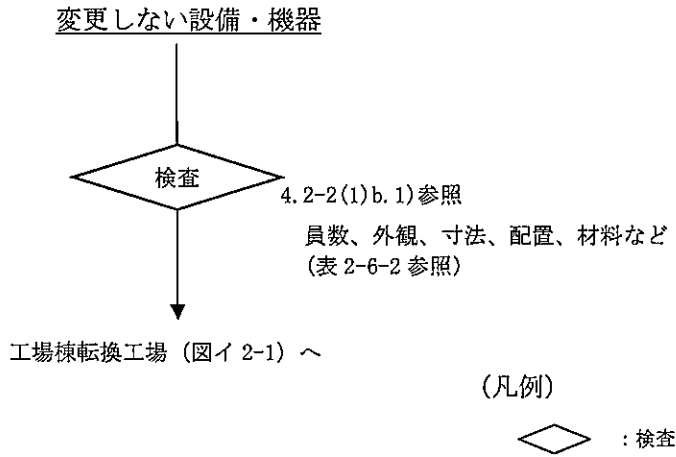 変更しない設備・機器
検査
4.2-2(1)b.1)参照
員数、外観、寸法、配置、材料など
(表 2-6-2 参照)
工場棟転換工場（図イ 2-1）へ
(凡例)
：検査